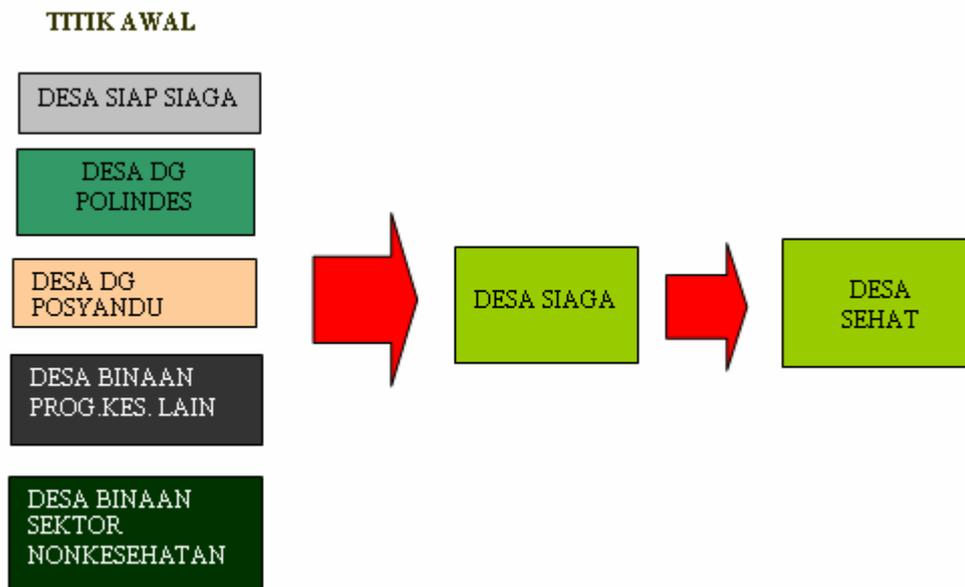 TITIK AWAL
DESA SIAP SIAGA
DESA DG
POLINDES
DESA DG
POSYANDU
DESA BINAAN
PROG.KES. LAIN
DESA BINAAN
SEKTOR
NONKESEHATAN
DESA SIAGA
DESA
SEHAT